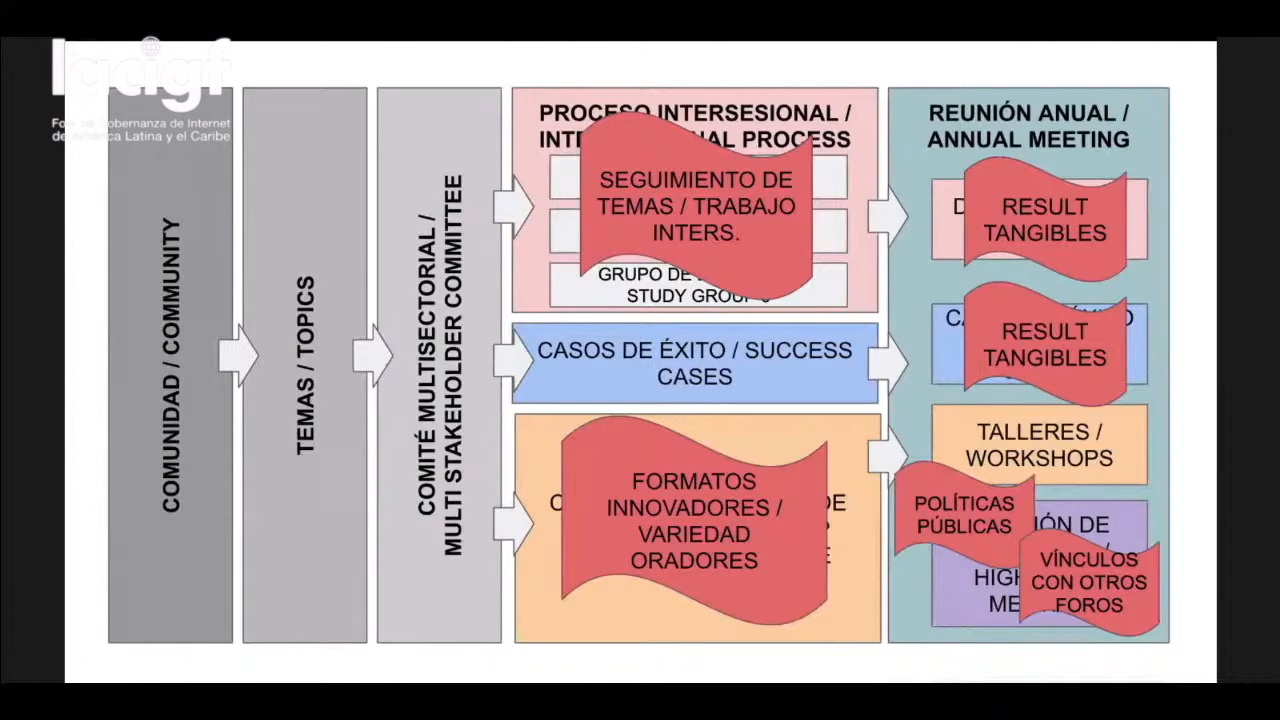 lacigf
Foro de Gobernanza de Internet
de América Latina y el Caribe
COMUNIDAD / COMMUNITY
TEMAS / TOPICS
COMITÉ MULTISECTORIAL /
MULTI STAKEHOLDER COMMITTEE
PROCESO INTERSESIONAL /
PROCESS
SEGUIMIENTO DE
TEMAS / TRABAJO
INTERS.
GRUPO DE
STUDY GROUP
CASOS DE ÉXITO / SUCCESS
CASES
FORMATOS
INNOVADORES /
VARIEDAD
ORADORES
REUNIÓN ANUAL /
ANNUAL MEETING
RESULT
TANGIBLES
RESULT
TANGIBLES
TALLERES /
WORKSHOPS
POLÍTICAS
PÚBLICAS
DE
VÍNCULOS
CON OTROS
FOROS